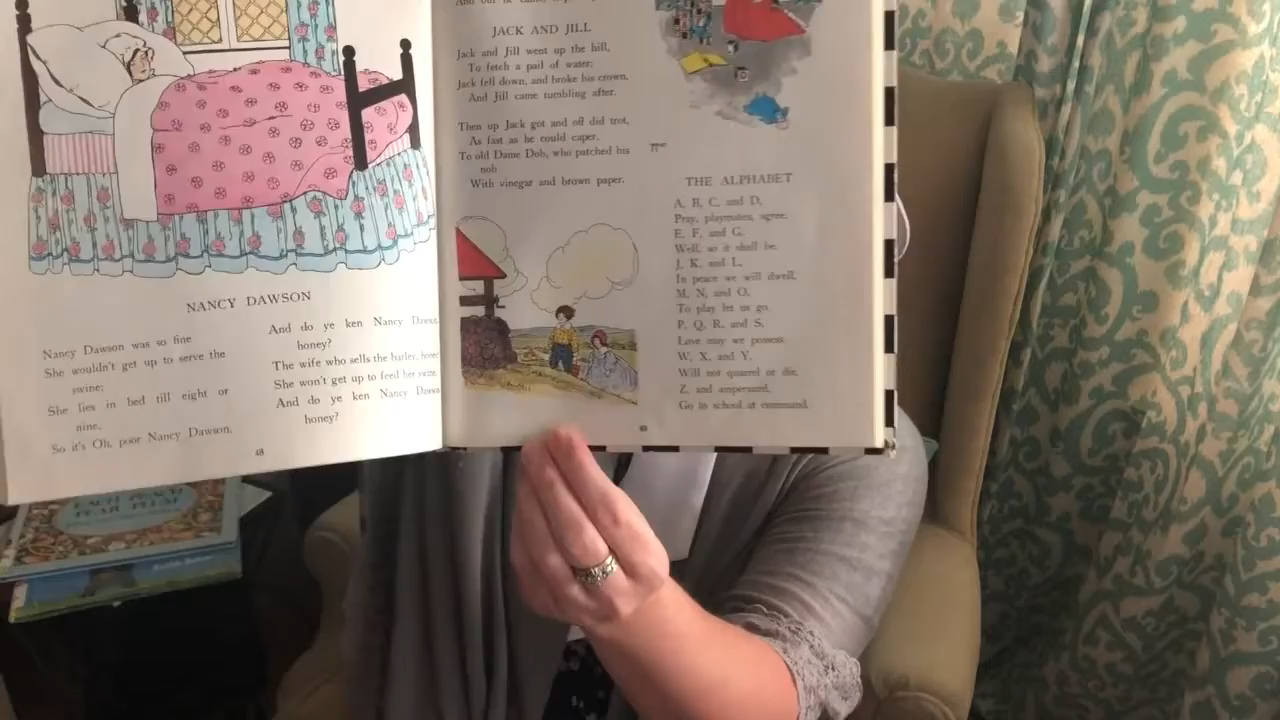 NANCY DAWSON
Nancy Dawson was so fine
She wouldn't get up to serve the
swine;
She lies in bed till eight or
nine,
So it's Oh, poor Nancy Dawson.
And do ye ken Nancy
honey?
The wife who sells the barley, honey
She won't get up to feed her swine.
And do ye ken Nancy
honey?
48
JACK AND JILL
Jack and Jill went up the hill,
To fetch a pail of water;
Jack fell down, and broke his crown,
And Jill came tumbling after.
Then up Jack got and off did trot,
As fast as he could caper,
To old Dame Dob, who patched his
nob
With vinegar and brown paper.
THE ALPHABET
A, B, C, and D,
Pray, playmates, agree.
E, F, and G,
Well, so it shall be.
J, K, and L,
In peace we will dwell.
M, N, and O,
To play let us go.
P, Q, R, and S,
Love may we possess.
W, X, and Y,
Will not quarrel or die.
Z, and ampersand,
Go to school at command.
EACH PEACH
PEAR PLUM